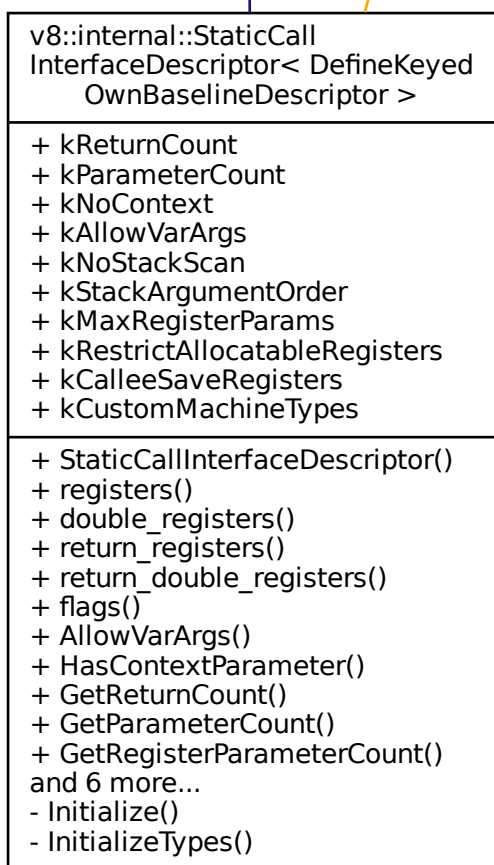 v8::internal::StaticCall
InterfaceDescriptor< DefineKeyed
OwnBaselineDescriptor >
+ kReturnCount
+ kParameterCount
+ kNoContext
+ kAllowVarArgs
+ kNoStackScan
+ kStackArgumentOrder
+ kMaxRegisterParams
+ kRestrictAllocatableRegisters
+ kCalleeSaveRegisters
+ kCustomMachineTypes
+ StaticCallInterfaceDescriptor()
+ registers()
+ double_registers()
+ return_registers()
+ return_double_registers()
+ flags()
+ AllowVarArgs()
+ HasContextParameter()
+ GetReturnCount()
+ GetParameterCount()
+ GetRegisterParameterCount()
and 6 more...
- Initialize()
- InitializeTypes()